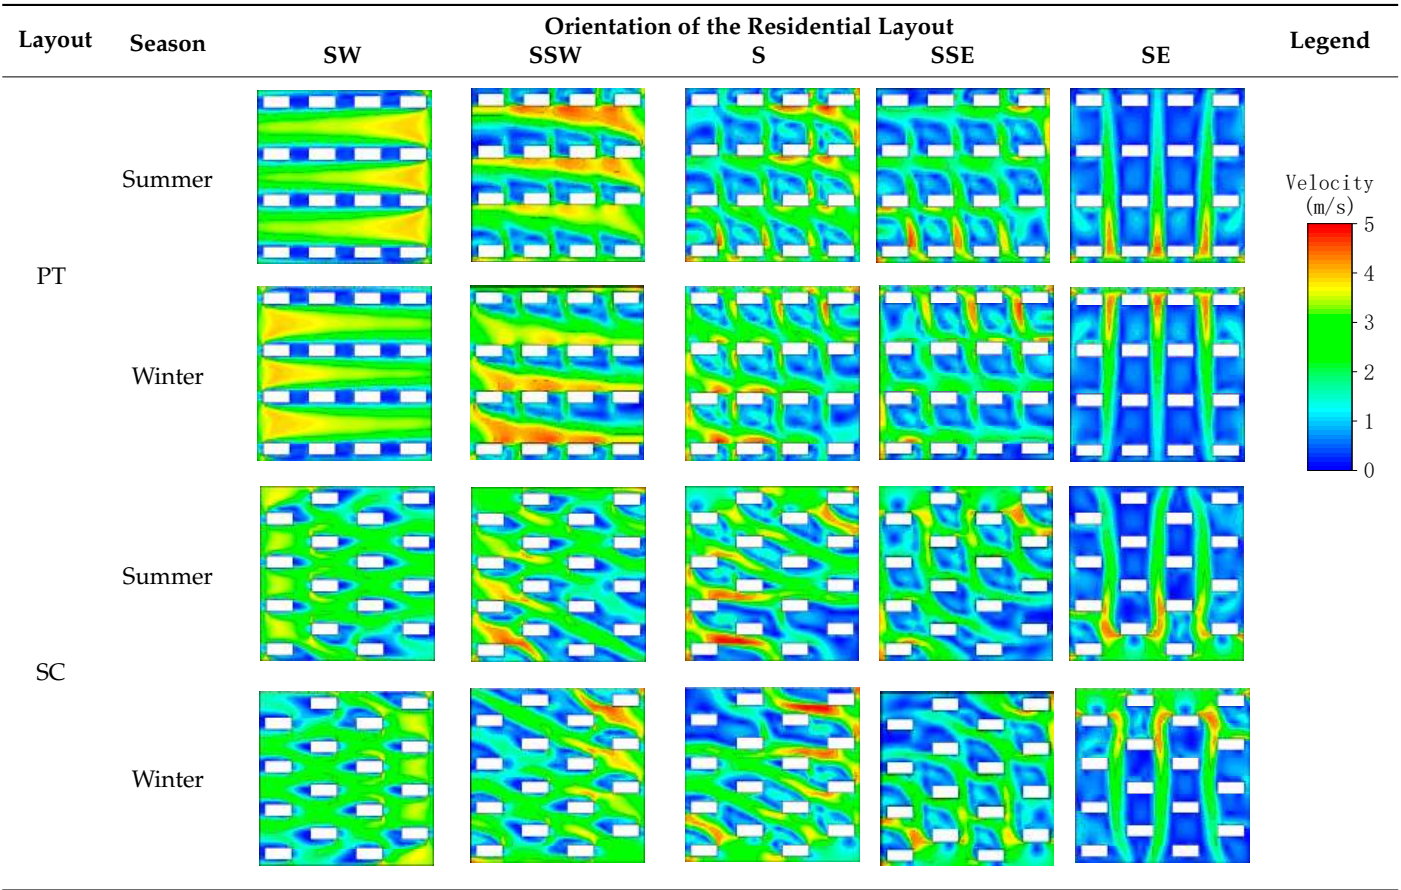 Orientation of the Residential Layout
Layout Season SW SSW S SSE SE Legend
Summer
PT
Winter
Summer
SC
Winter
Velocity
(m/s)
5
4
3
2
1
0